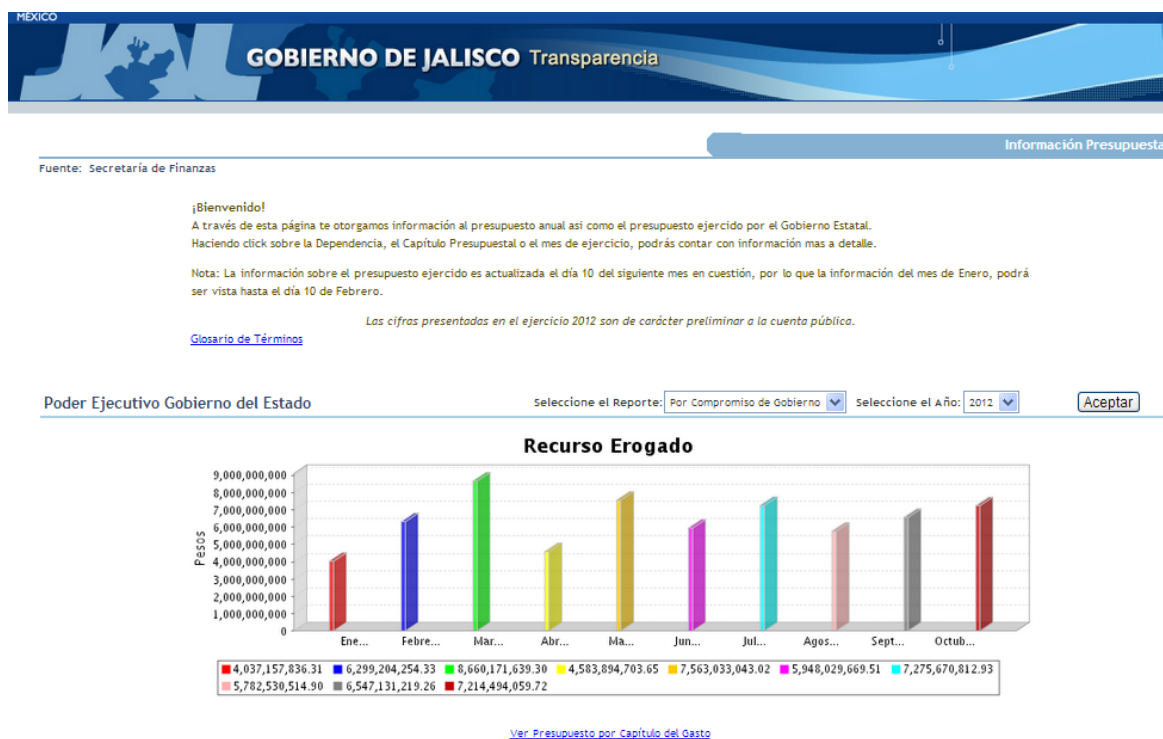 MÉXICO
GOBIERNO DE JALISCO Transparencia
Información Presupuesta
Fuente: Secretaría de Finanzas
¡Bienvenido!
A través de esta página te otorgamos información al presupuesto anual asi como el presupuesto ejercido por el Gobierno Estatal.
Haciendo click sobre la Dependencia, el Capítulo Presupuestal o el mes de ejercicio, podrás contar con información mas a detalle.
Nota: La información sobre el presupuesto ejercido es actualizada el día 10 del siguiente mes en cuestión, por lo que la información del mes de Enero, podrá
ser vista hasta el día 10 de Febrero.
Las cifras presentadas en el ejercicio 2012 son de carácter preliminar a la cuenta pública.
Glosario de Términos
Poder Ejecutivo Gobierno del Estado Seleccione el Reporte: Por Compromiso de Gobierno Seleccione el Año: 2012 Aceptar
Recurso Erogado
9,000,000,000
8,000,000,000
7,000,000,000
6,000,000,000
5,000,000,000
4,000,000,000
3,000,000,000
2,000,000,000
1,000,000,000
0
Pesos
Ene... Febre... Mar... Abr... Ma... Jun... Jul... Agos... Sept... Octub...
4,037,157,836.31 6,299,204,254.33 8,660,171,639.30 4,583,894,703.65 7,563,033,043.02 5,948,029,669.51 7,275,670,812.93
5,782,530,514.90 6,547,131,219.26 7,214,494,059.72
Ver Presupuesto por Capítulo del Gasto